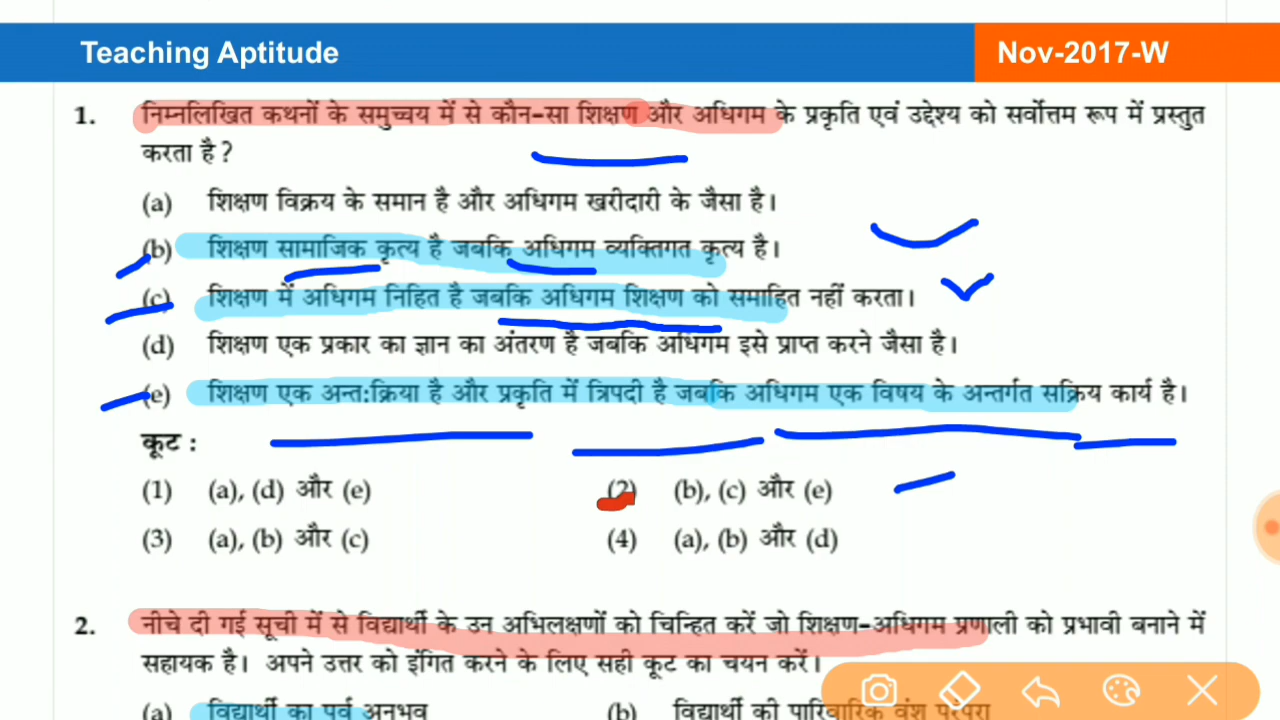 Teaching Aptitude Nov-2017-W
1. निम्नलिखित कथनों के समुच्चय में से कौन-सा शिक्षण और अधिगम के प्रकृति एवं उद्देश्य को सर्वोत्तम रूप में प्रस्तुत
करता है ?
(a) शिक्षण विक्रय के समान है और अधिगम खरीदारी के जैसा है।
(b) शिक्षण सामाजिक कृत्य है जबकि अधिगम व्यक्तिगत कृत्य है।
(c) शिक्षण में अधिगम निहित है जबकि अधिगम शिक्षण को समाहित नहीं करता।
(d) शिक्षण एक प्रकार का ज्ञान का अंतरण है जबकि अधिगम इसे प्राप्त करने जैसा है।
(e) शिक्षण एक अन्त:क्रिया है और प्रकृति में त्रिपदी है जबकि अधिगम एक विषय के अन्तर्गत सक्रिय कार्य है।
कूट :
(1) (a), (d) और (e) (2) (b), (c) और (e)
(3) (a), (b) और (c) (4) (a), (b) और (d)
2. नीचे दी गई सूची में से विद्यार्थी के उन अभिलक्षणों को चिन्हित करें जो शिक्षण-अधिगम प्रणाली को प्रभावी बनाने में
सहायक है। अपने उत्तर को इंगित करने के लिए सही कूट का चयन करें।
(a) विद्यार्थी का पूर्व अनुभव (b) विद्यार्थी की पारिवारिक वंश परंपरा